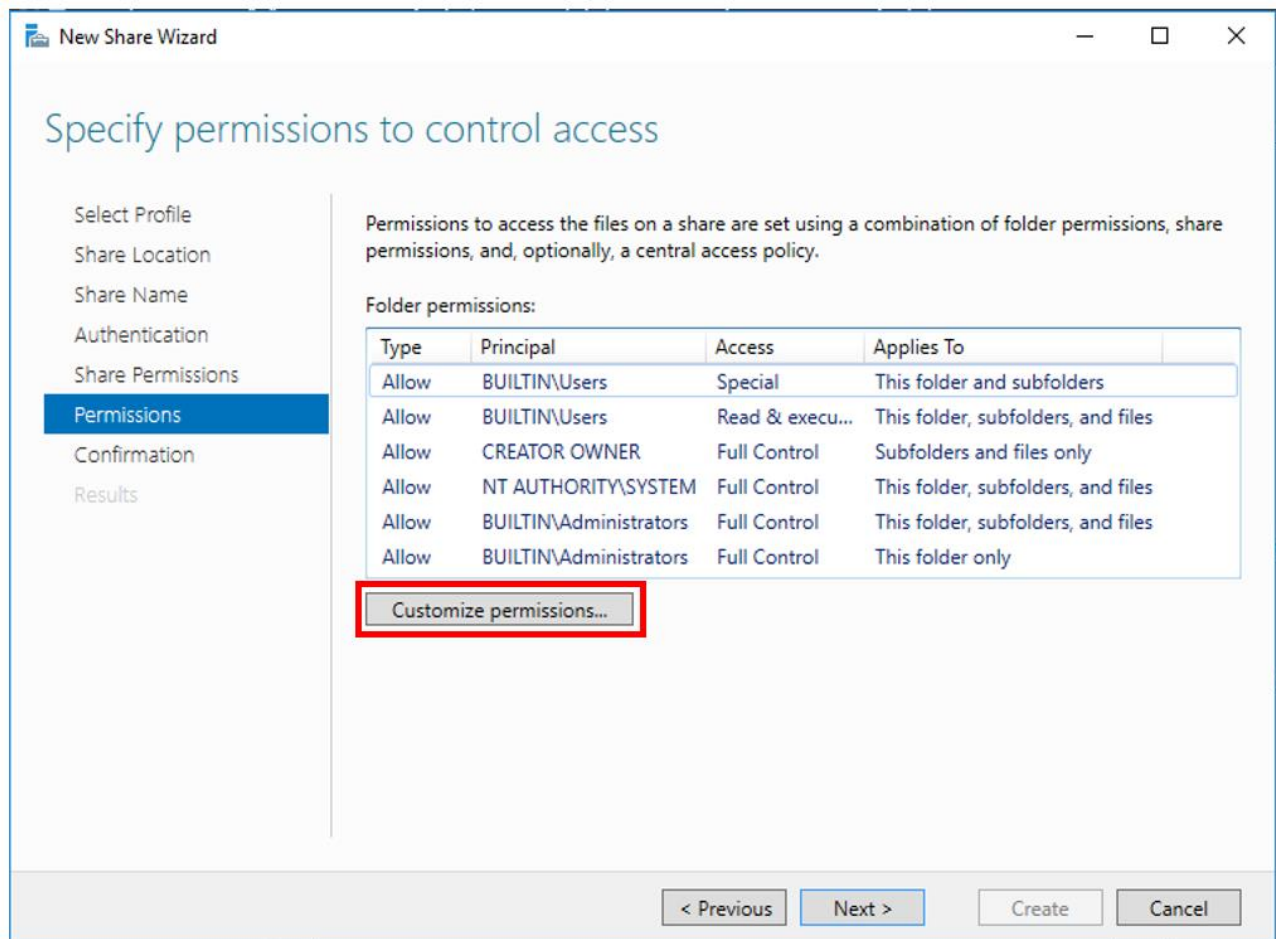 New Share Wizard
Specify permissions to control access
Select Profile
Share Location
Share Name
Authentication
Share Permissions
Permissions
Confirmation
Results
Permissions to access the files on a share are set using a combination of folder permissions, share
permissions, and, optionally, a central access policy.
Folder permissions:
Type Principal Access Applies To
Allow BUILTIN\Users Special This folder and subfolders
Allow BUILTIN\Users Read & execu... This folder, subfolders, and files
Allow CREATOR OWNER Full Control Subfolders and files only
Allow NT AUTHORITY\SYSTEM Full Control This folder, subfolders, and files
Allow BUILTIN\Administrators Full Control This folder, subfolders, and files
Allow BUILTIN\Administrators Full Control This folder only
Customize permissions...
< Previous Next > Create Cancel